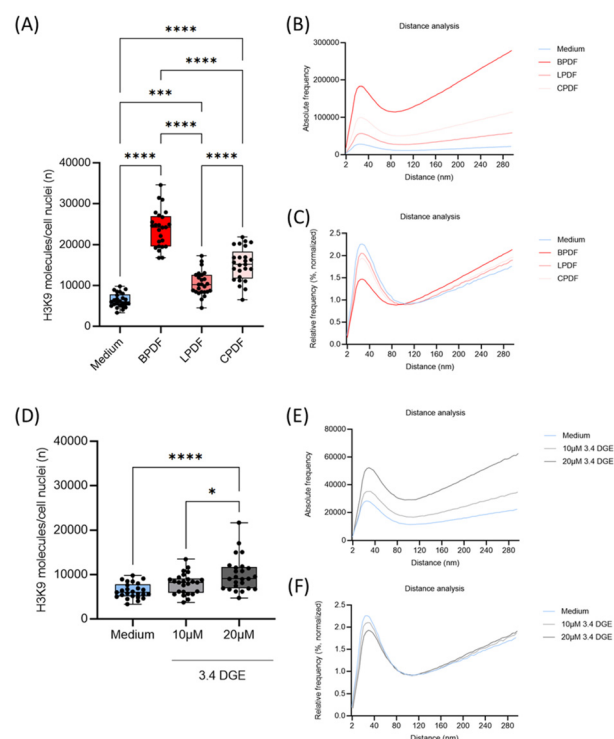 (A)
****
****
***
****
****
****
H3K9 molecules/cell nuclei (n)
40000
30000
20000
10000
0
Medium
BPDF
LPDF
CPDF
(B)
Distance analysis
Absolute frequency
300000
200000
100000
0
2 40 80 120 160 200 240 280
Distance (nm)
Medium
BPDF
LPDF
CPDF
(C)
Distance analysis
Relative frequency (%, normalized)
2.5
2.0
1.5
1.0
0.5
0.0
2 40 80 120 160 200 240 280
Distance (nm)
Medium
BPDF
LPDF
CPDF
(D)
****
*
H3K9 molecules/cell nuclei (n)
40000
30000
20000
10000
0
Medium 10µM 20µM
3.4 DGE
(E)
Distance analysis
Absolute frequency
80000
60000
40000
20000
0
2 40 80 120 160 200 240 280
Distance (nm)
Medium
10µM 3.4 DGE
20µM 3.4 DGE
(F)
Distance analysis
Relative frequency (%, normalized)
2.5
2.0
1.5
1.0
0.5
0.0
2 40 80 120 160 200 240 280
Distance (nm)
Medium
10µM 3.4 DGE
20µM 3.4 DGE